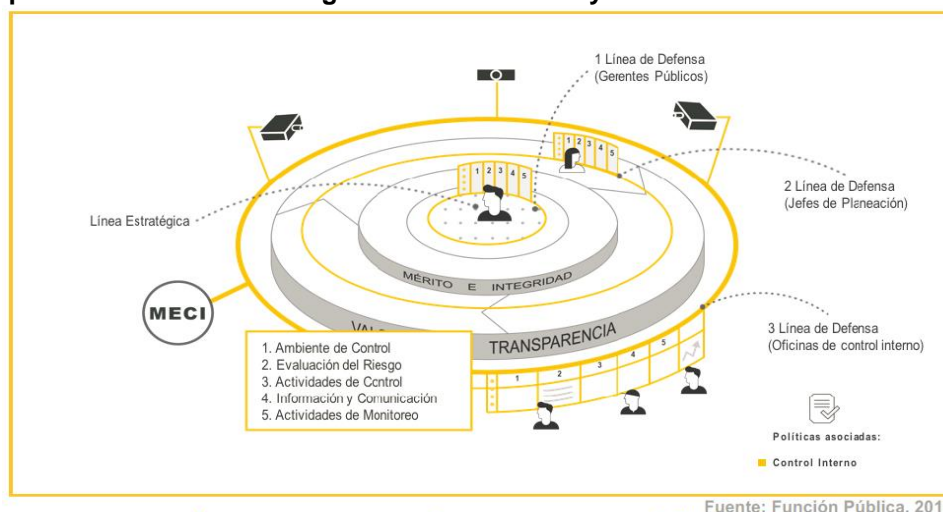 1 Línea de Defensa
(Gerentes Públicos)
1 2 3 4 5
1 2 3 4 5
2 Línea de Defensa
(Jefes de Planeación)
Línea Estratégica
MÉRITO E INTEGRIDAD
MECI
TRANSPARENCIA
3 Línea de Defensa
(Oficinas de control interno)
1. Ambiente de Control
2. Evaluación del Riesgo
3. Actividades de Control
4. Información y Comunicación
5. Actividades de Monitoreo
1 2 3 4 5
Políticas asociadas:
Control Interno
Fuente: Función Pública, 201